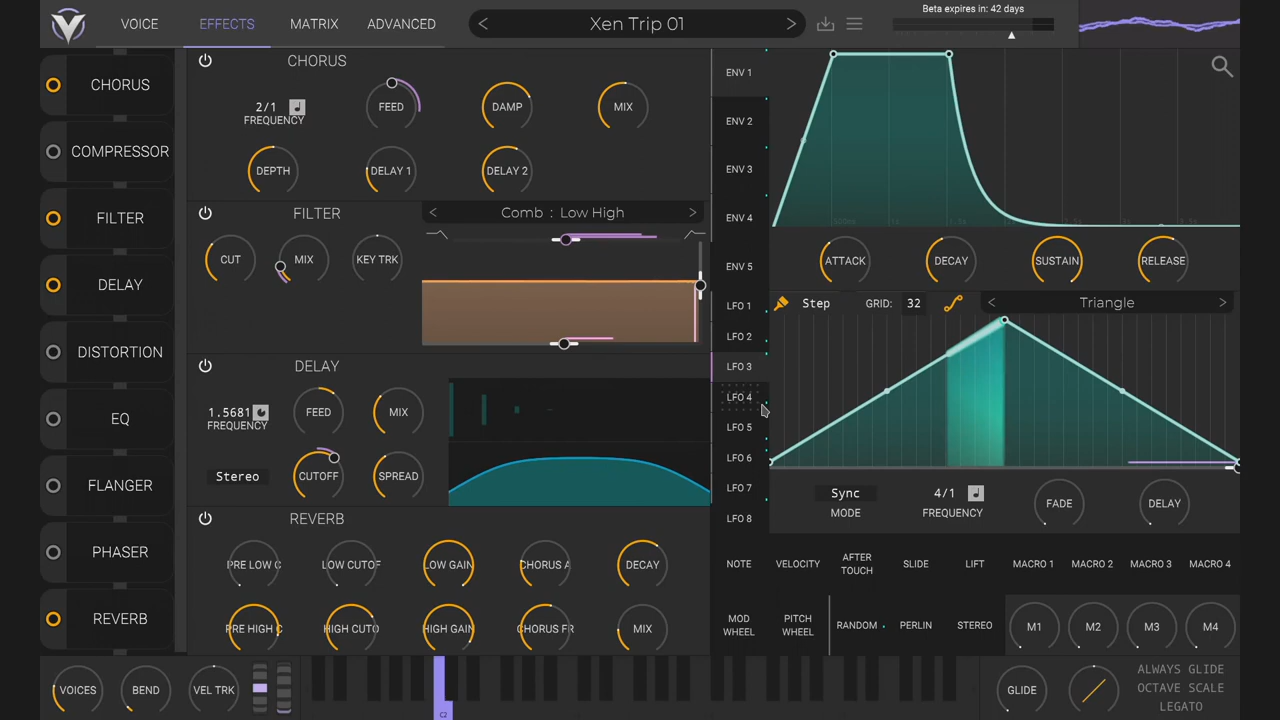 VOICE EFFECTS MATRIX ADVANCED
Xen Trip 01
Beta expires in: 42 days
CHORUS
COMPRESSOR
FILTER
DELAY
DISTORTION
EQ
FLANGER
PHASER
REVERB
CHORUS
2/1
FREQUENCY
FEED
DAMP
MIX
DEPTH
DELAY 1
DELAY 2
FILTER
Comb : Low High
CUT
MIX
KEY TRK
DELAY
1.5681
FREQUENCY
FEED
MIX
Stereo
CUTOFF
SPREAD
REVERB
PRE LOW C
LOW CUTOF
LOW GAIN
CHORUS A
DECAY
PRE HIGH C
HIGH CUTO
HIGH GAIN
CHORUS FR
MIX
ENV 1
ENV 2
ENV 3
ENV 4
ENV 5
LFO 1
LFO 2
LFO 3
LFO 4
LFO 5
LFO 6
LFO 7
LFO 8
ATTACK
DECAY
SUSTAIN
RELEASE
Step
GRID: 32
Triangle
Sync
MODE
4/1
FREQUENCY
FADE
DELAY
NOTE
VELOCITY
AFTER
TOUCH
SLIDE
LIFT
MACRO 1
MACRO 2
MACRO 3
MACRO 4
MOD
WHEEL
PITCH
WHEEL
RANDOM
PERLIN
STEREO
M1
M2
M3
M4
VOICES
BEND
VEL TRK
C2
GLIDE
ALWAYS GLIDE
OCTAVE SCALE
LEGATO